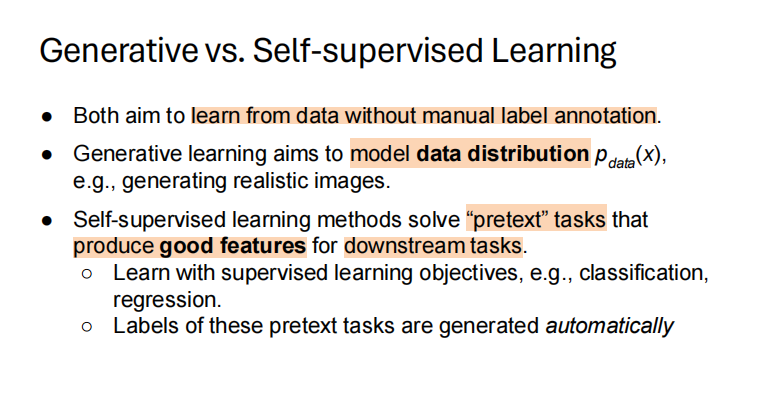 Generative vs. Self-supervised Learning
● Both aim to learn from data without manual label annotation.
● Generative learning aims to model data distribution pdata(x),
e.g., generating realistic images.
● Self-supervised learning methods solve “pretext” tasks that
produce good features for downstream tasks.
○ Learn with supervised learning objectives, e.g., classification,
regression.
○ Labels of these pretext tasks are generated automatically